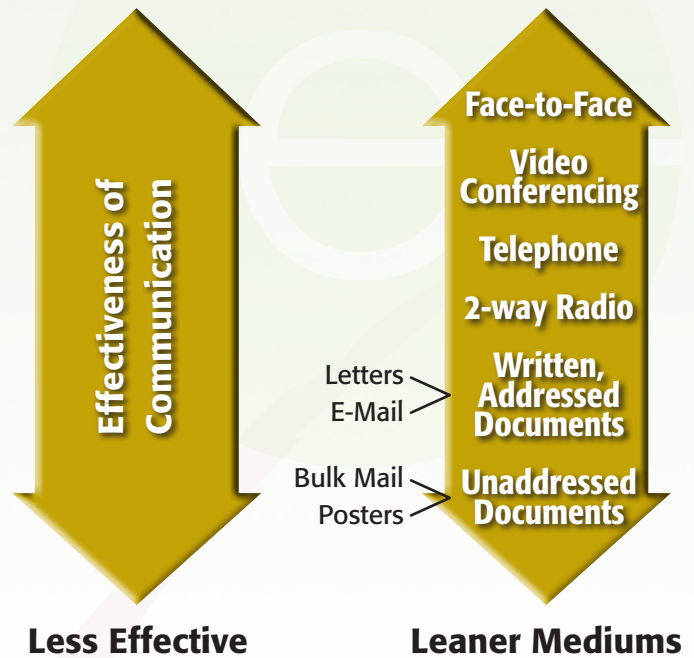 Effectiveness of
Communication
Face-to-Face
Video
Conferencing
Telephone
2-way Radio
Letters
E-Mail
Written,
Addressed
Documents
Bulk Mail
Posters
Unaddressed
Documents
Less Effective
Leaner Mediums